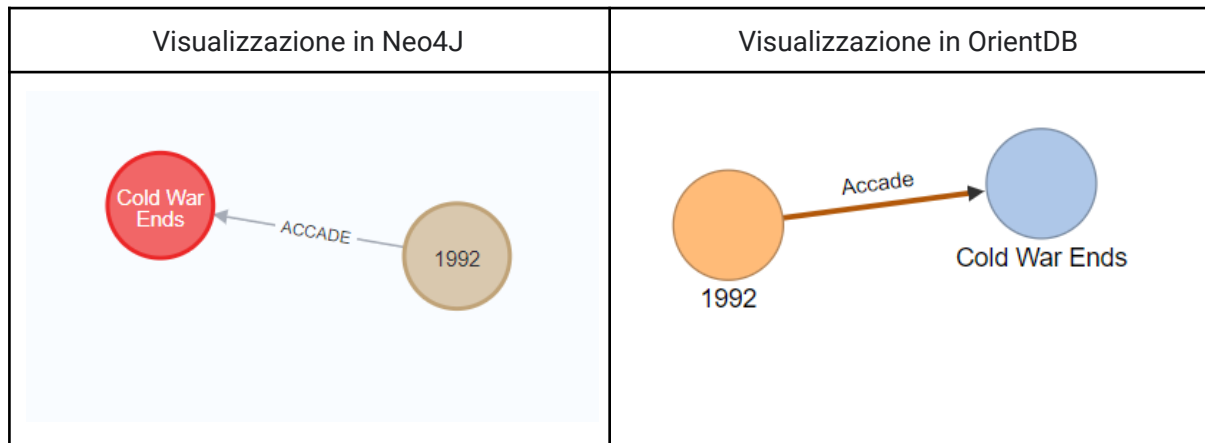 Visualizzazione in Neo4J
Visualizzazione in OrientDB
Cold War
Ends
ACCADE
1992
Accade
1992
Cold War Ends